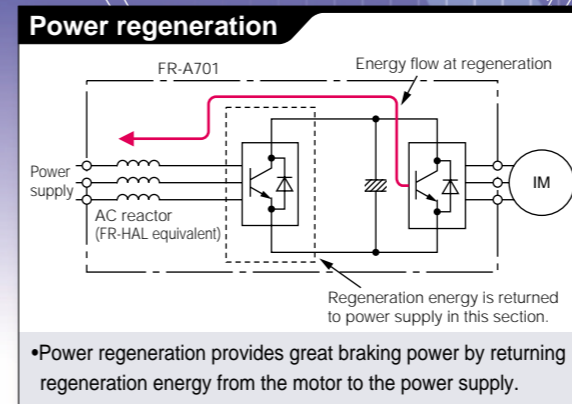 Power regeneration
FR-A701
Energy flow at regeneration
Power
supply
IM
AC reactor
(FR-HAL equivalent)
Regeneration energy is returned
to power supply in this section.
•Power regeneration provides great braking power by returning
regeneration energy from the motor to the power supply.